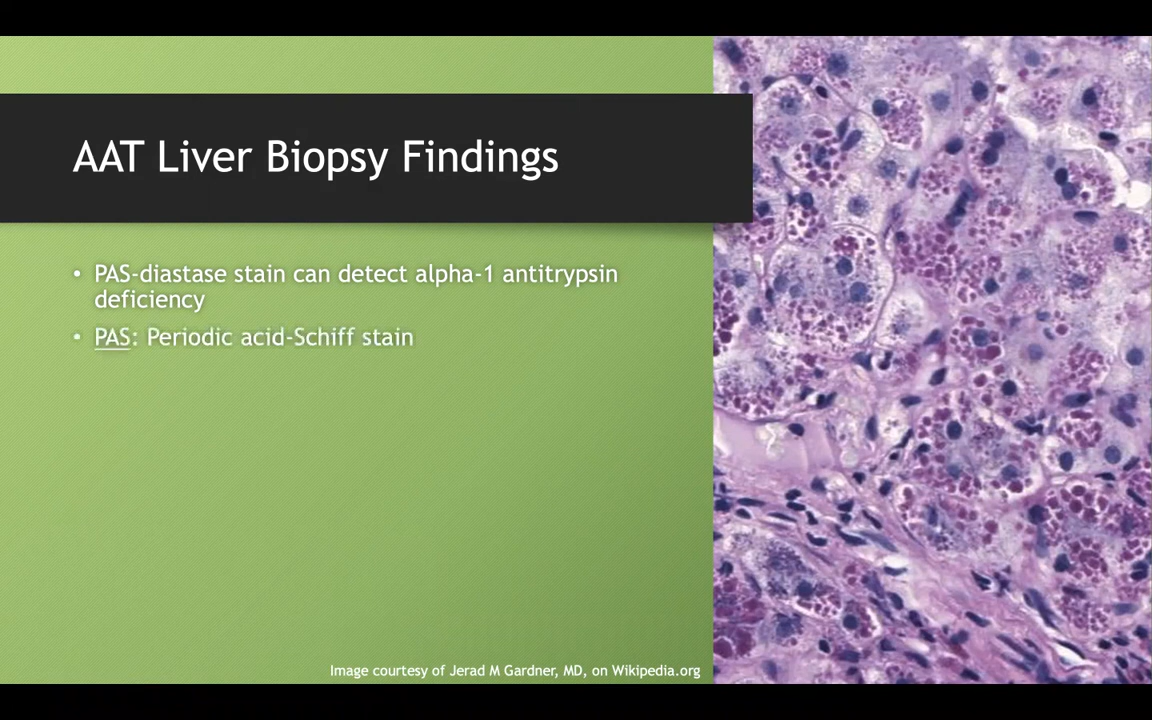 AAT Liver Biopsy Findings
• PAS-diastase stain can detect alpha-1 antitrypsin
deficiency
• PAS: Periodic acid-Schiff stain
Image courtesy of Jerad M Gardner, MD, on Wikipedia.org